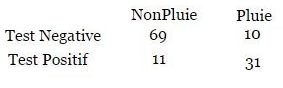 NonPluie Pluie
Test Negative 69 10
Test Positif 11 31